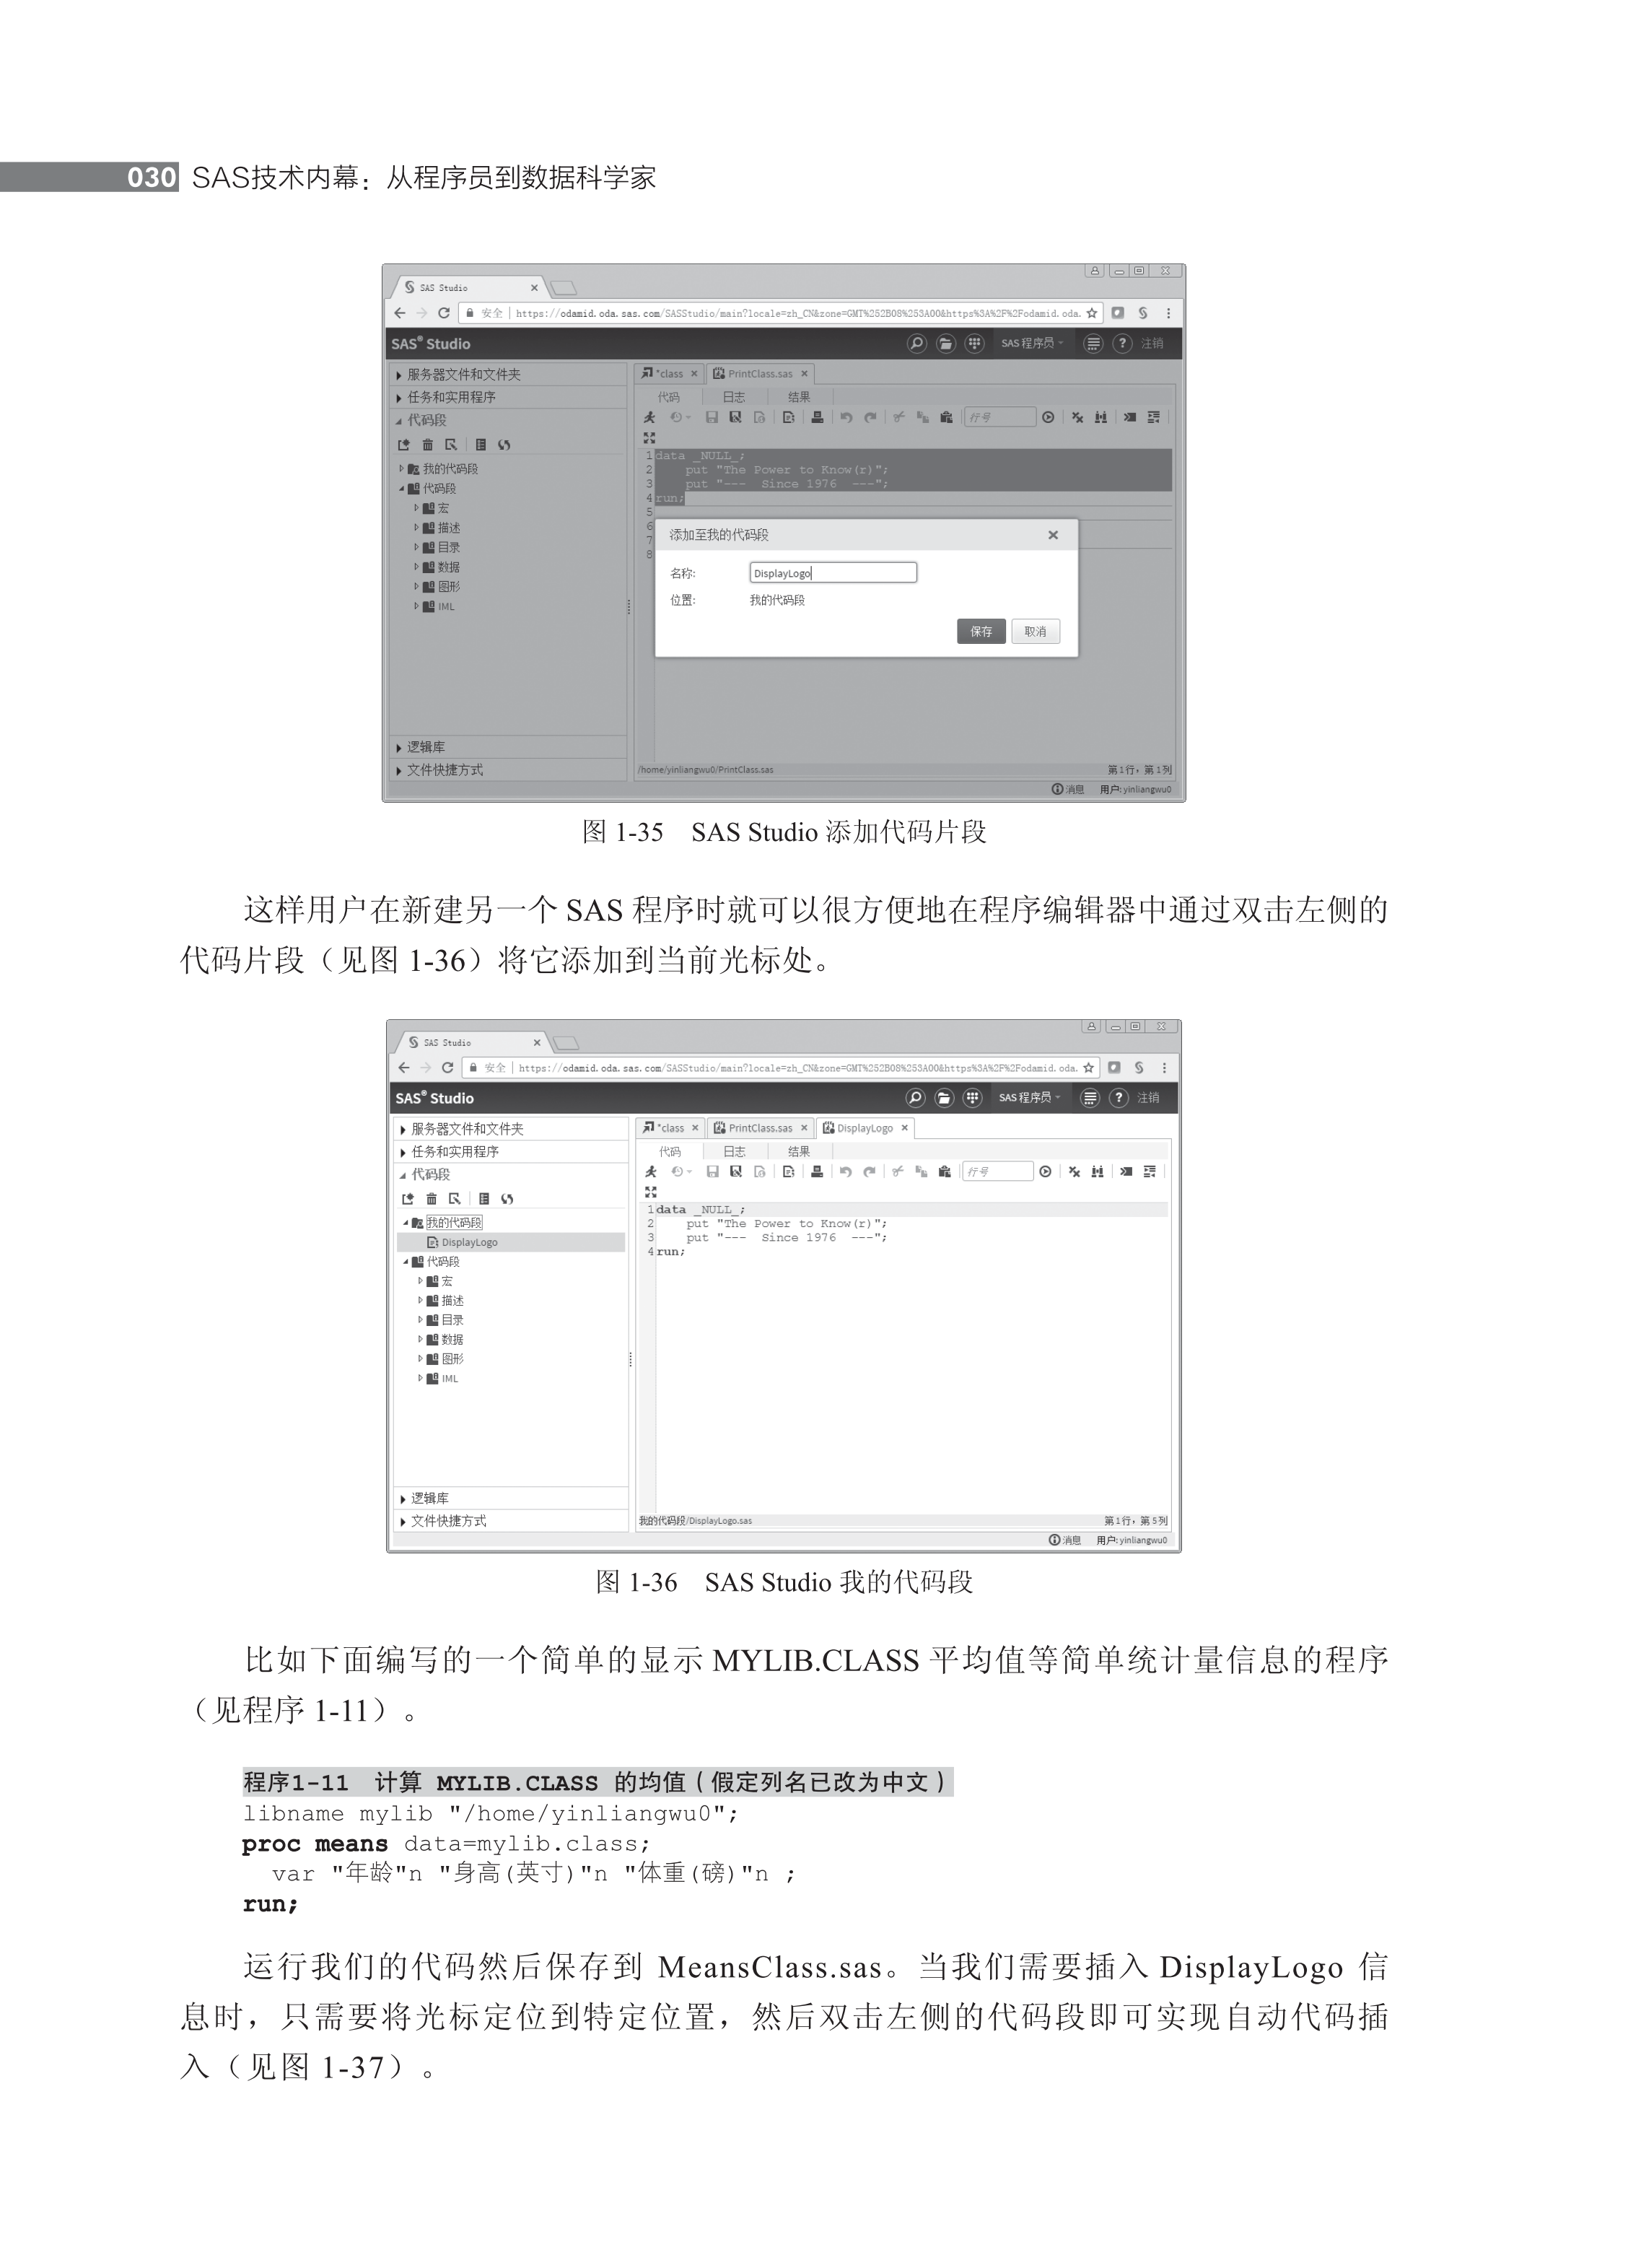 030 SAS技术内幕：从程序员到数据科学家
SAS Studio
安全 | https://odamid.oda.sas.com/SASStudio/main?locale=zh_CN&zone=GMT%252B08%253A00&https%3A%2F%2Fodamid.oda.
SAS® Studio SAS 程序员 注销
服务器文件和文件夹
任务和实用程序
代码段
我的代码段
代码段
宏
描述
目录
数据
图形
IML
逻辑库
文件快捷方式
*class PrintClass.sas
代码 日志 结果
行号
1 data _NULL_;
2 put "The Power to Know(r)";
3 put "--- Since 1976 ---";
4 run;
5
6
7
8
添加至我的代码段
名称: DisplayLogo
位置: 我的代码段
保存 取消
/home/yinliangwu0/PrintClass.sas 第1行，第1列
消息 用户: yinliangwu0
图 1-35 SAS Studio 添加代码片段
这样用户在新建另一个 SAS 程序时就可以很方便地在程序编辑器中通过双击左侧的
代码片段（见图 1-36）将它添加到当前光标处。
SAS Studio
安全 | https://odamid.oda.sas.com/SASStudio/main?locale=zh_CN&zone=GMT%252B08%253A00&https%3A%2F%2Fodamid.oda.
SAS® Studio SAS 程序员 注销
服务器文件和文件夹
任务和实用程序
代码段
我的代码段
DisplayLogo
代码段
宏
描述
目录
数据
图形
IML
逻辑库
文件快捷方式
*class PrintClass.sas DisplayLogo
代码 日志 结果
行号
1 data _NULL_;
2 put "The Power to Know(r)";
3 put "--- Since 1976 ---";
4 run;
我的代码段/DisplayLogo.sas 第1行，第5列
消息 用户: yinliangwu0
图 1-36 SAS Studio 我的代码段
比如下面编写的一个简单的显示 MYLIB.CLASS 平均值等简单统计量信息的程序
（见程序 1-11）。
程序1-11 计算 MYLIB.CLASS 的均值（假定列名已改为中文）
libname mylib "/home/yinliangwu0";
proc means data=mylib.class;
var "年龄"n "身高(英寸)"n "体重(磅)"n ;
run;
运行我们的代码然后保存到 MeansClass.sas。当我们需要插入 DisplayLogo 信
息时，只需要将光标定位到特定位置，然后双击左侧的代码段即可实现自动代码插
入（见图 1-37）。